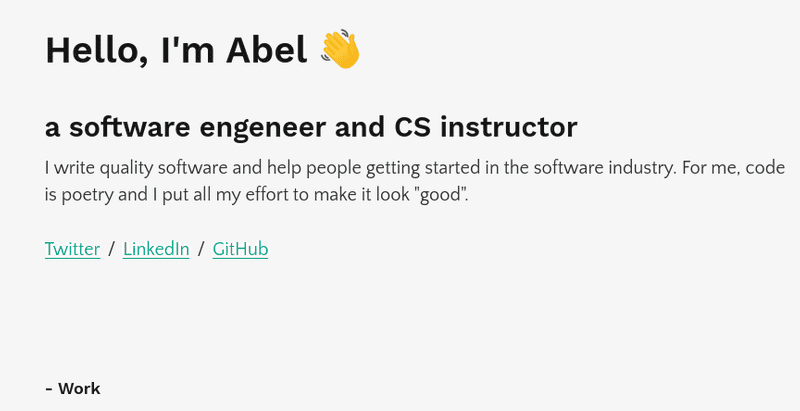 Hello, I'm Abel 👋
a software engeneer and CS instructor
I write quality software and help people getting started in the software industry. For me, code
is poetry and I put all my effort to make it look "good".
Twitter / LinkedIn / GitHub
- Work